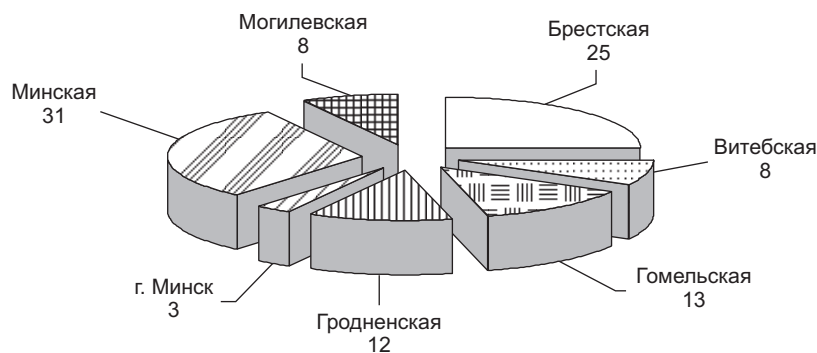 Могилевская
8
Брестская
25
Минская
31
Витебская
8
г. Минск
3
Гомельская
13
Гродненская
12